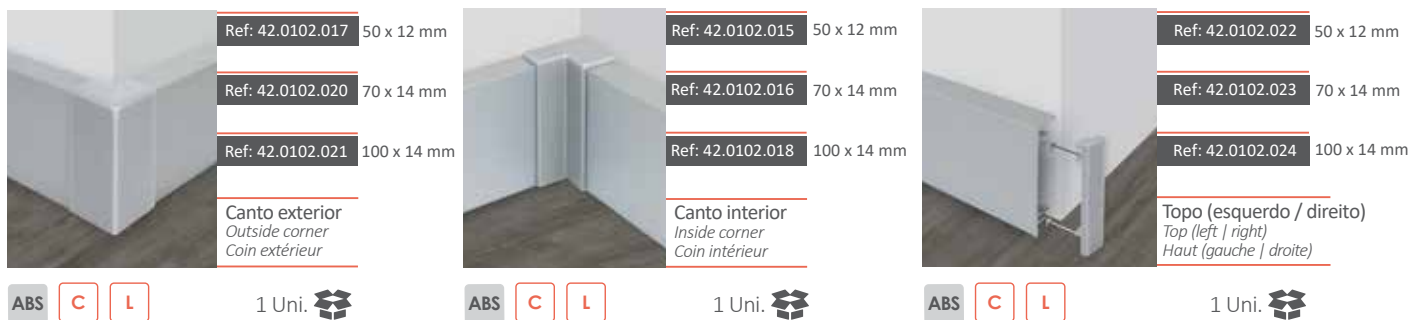 Ref: 42.0102.017 50 x 12 mm
Ref: 42.0102.020 70 x 14 mm
Ref: 42.0102.021 100 x 14 mm
Canto exterior
Outside corner
Coin extérieur
ABS C L 1 Uni.
Ref: 42.0102.015 50 x 12 mm
Ref: 42.0102.016 70 x 14 mm
Ref: 42.0102.018 100 x 14 mm
Canto interior
Inside corner
Coin intérieur
ABS C L 1 Uni.
Ref: 42.0102.022 50 x 12 mm
Ref: 42.0102.023 70 x 14 mm
Ref: 42.0102.024 100 x 14 mm
Topo (esquerdo / direito)
Top (left | right)
Haut (gauche | droite)
ABS C L 1 Uni.